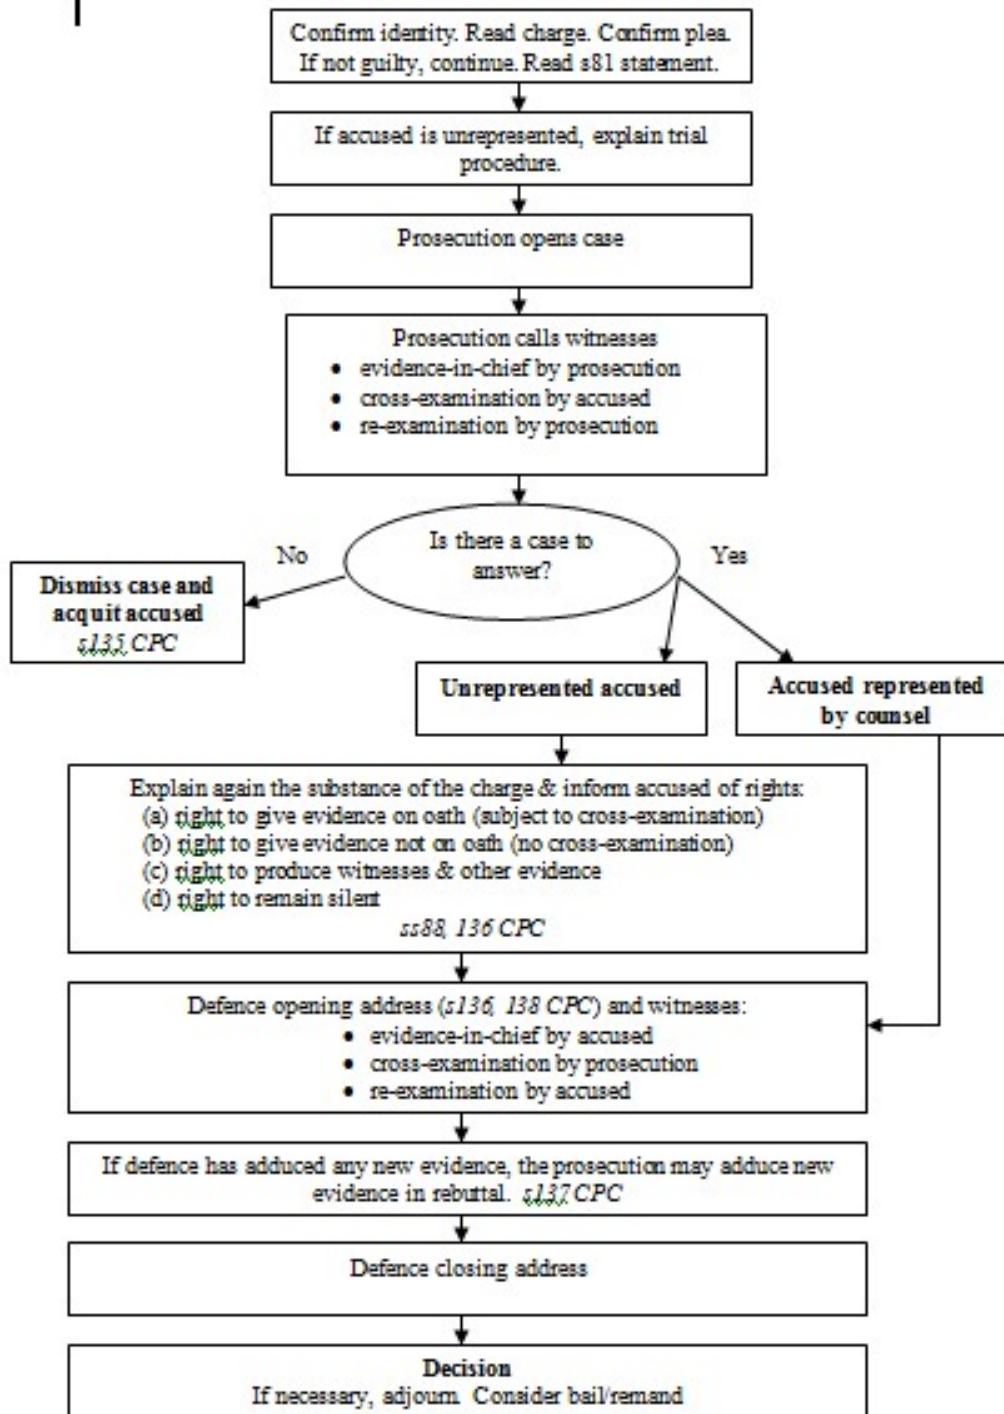 Confirm identity. Read charge. Confirm plea.
If not guilty, continue. Read s81 statement.
If accused is unrepresented, explain trial
procedure.
Prosecution opens case
Prosecution calls witnesses
• evidence-in-chief by prosecution
• cross-examination by accused
• re-examination by prosecution
Is there a case to
answer?
No
Yes
Dismiss case and
acquit accused
s135 CPC
Unrepresented accused
Accused represented
by counsel
Explain again the substance of the charge & inform accused of rights:
(a) right to give evidence on oath (subject to cross-examination)
(b) right to give evidence not on oath (no cross-examination)
(c) right to produce witnesses & other evidence
(d) right to remain silent
ss88, 136 CPC
Defence opening address (s136, 138 CPC) and witnesses:
• evidence-in-chief by accused
• cross-examination by prosecution
• re-examination by accused
If defence has adduced any new evidence, the prosecution may adduce new
evidence in rebuttal. s137 CPC
Defence closing address
Decision
If necessary, adjourn. Consider bail/remand